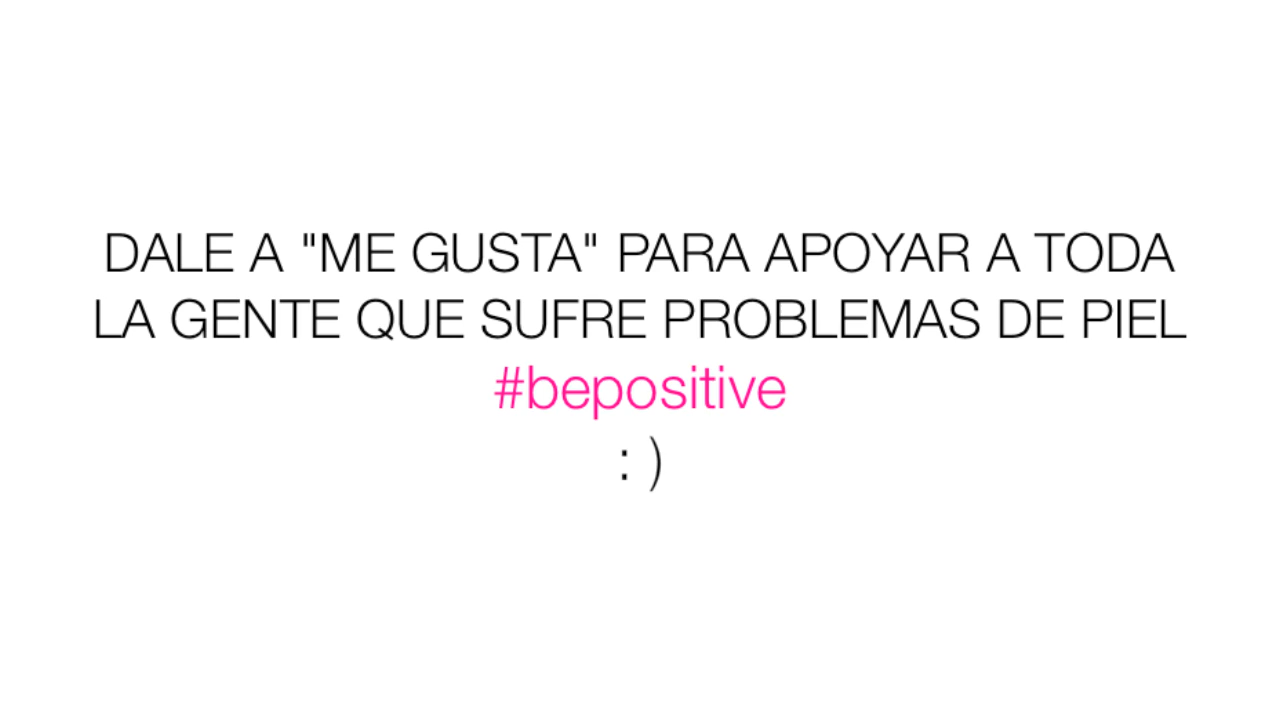 DALE A "ME GUSTA" PARA APOYAR A TODA
LA GENTE QUE SUFRE PROBLEMAS DE PIEL
#bepositive
: )